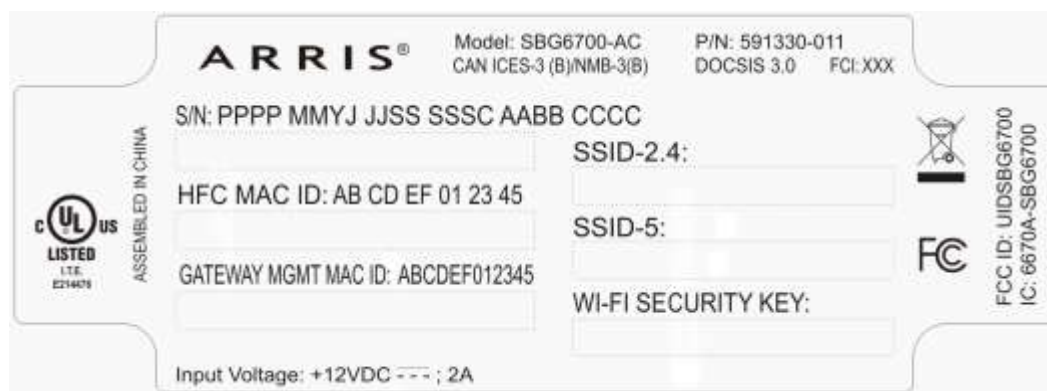 ARRIS®
Model: SBG6700-AC
CAN ICES-3 (B)/NMB-3(B)
P/N: 591330-011
DOCSIS 3.0 FCI: XXX
S/N: PPPP MMYJ JJSS SSSC AABB CCCC
HFC MAC ID: AB CD EF 01 23 45
GATEWAY MGMT MAC ID: ABCDEF012345
SSID-2.4:
SSID-5:
WI-FI SECURITY KEY:
Input Voltage: +12VDC ; 2A
ASSEMBLED IN CHINA
C UL US
LISTED
I.T.E.
E214476
FC
FCC ID: UIDSBG6700
IC: 6670A-SBG6700